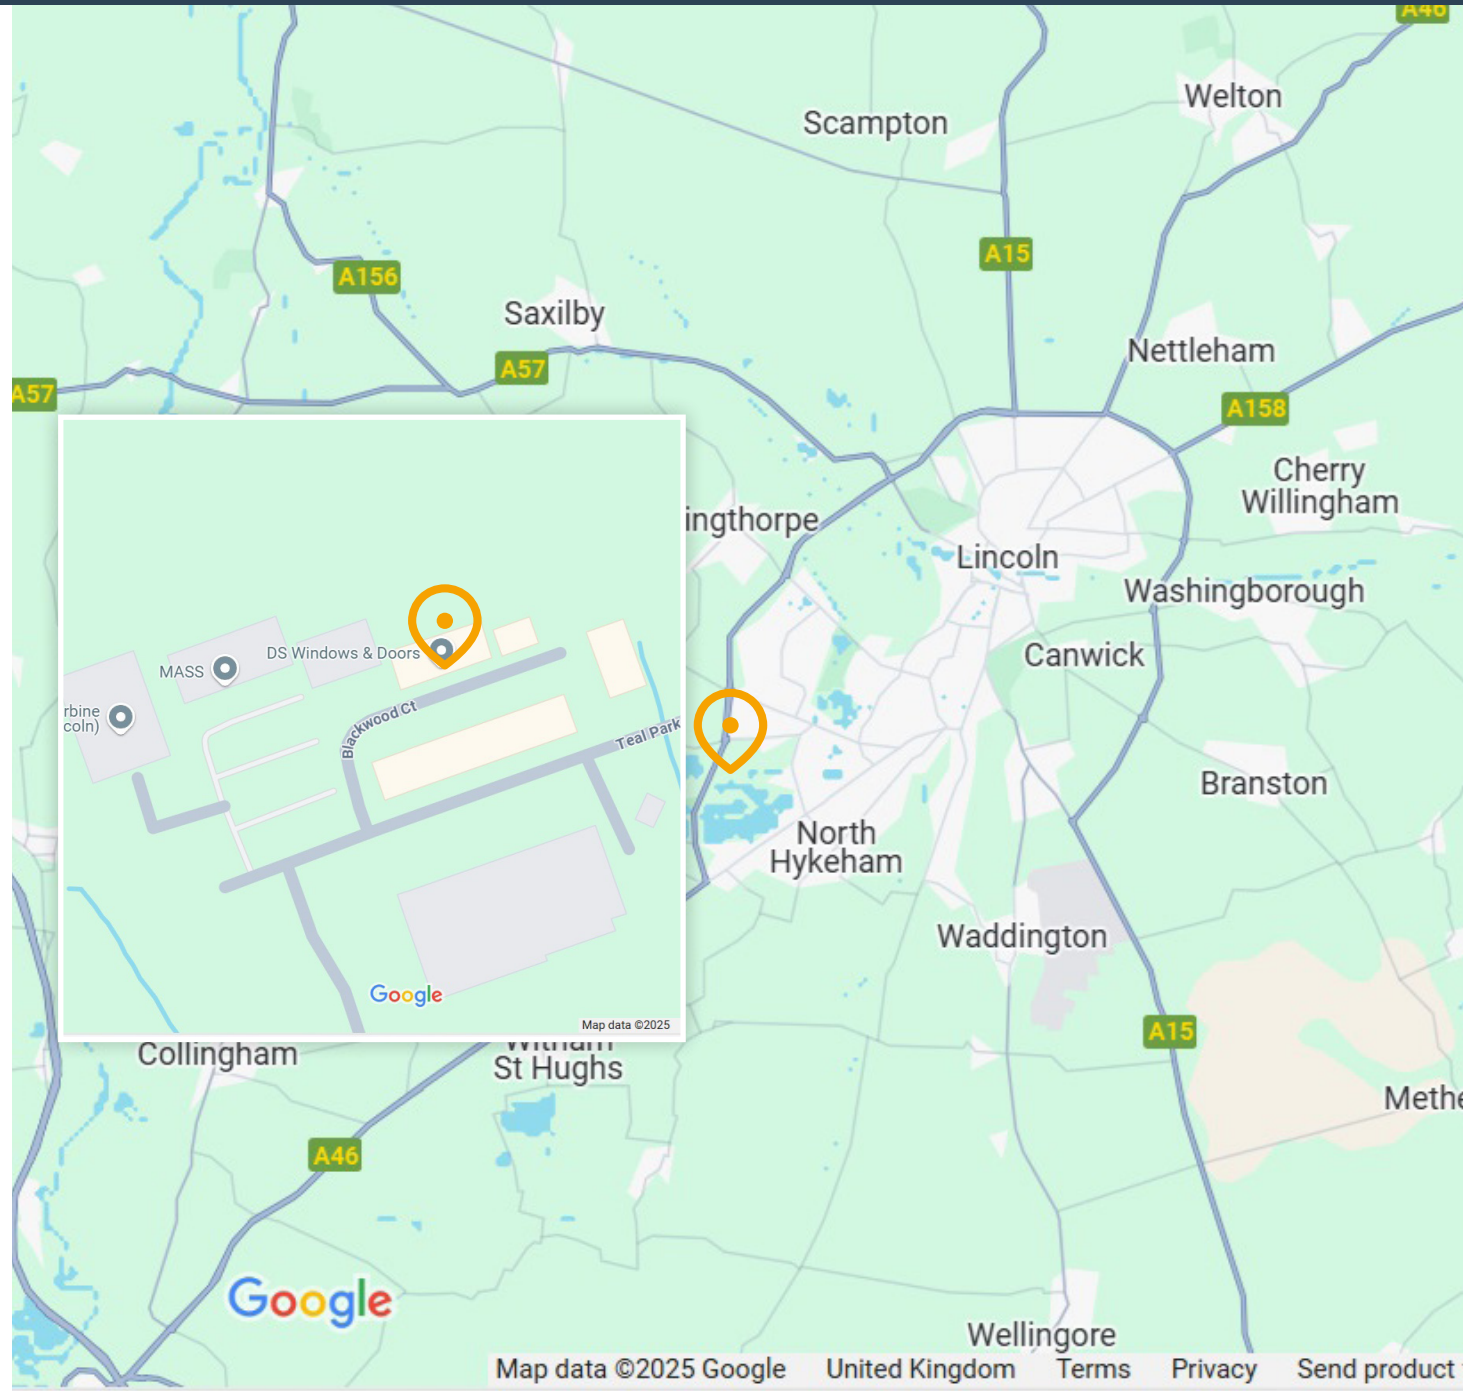 A46
Welton
Scampton
A15
A156
Saxilby
Nettleham
A57
A57
A158
Cherry
Willingham
ingthorpe
Lincoln
Washingborough
Canwick
DS Windows & Doors
MASS
rbine
coln)
Blackwood Ct
Teal Park
Branston
North
Hykeham
Waddington
Google
Map data ©2025
A15
Witham
St Hughs
Collingham
Methe
A46
Google
Wellingore
Map data ©2025 Google United Kingdom Terms Privacy Send product